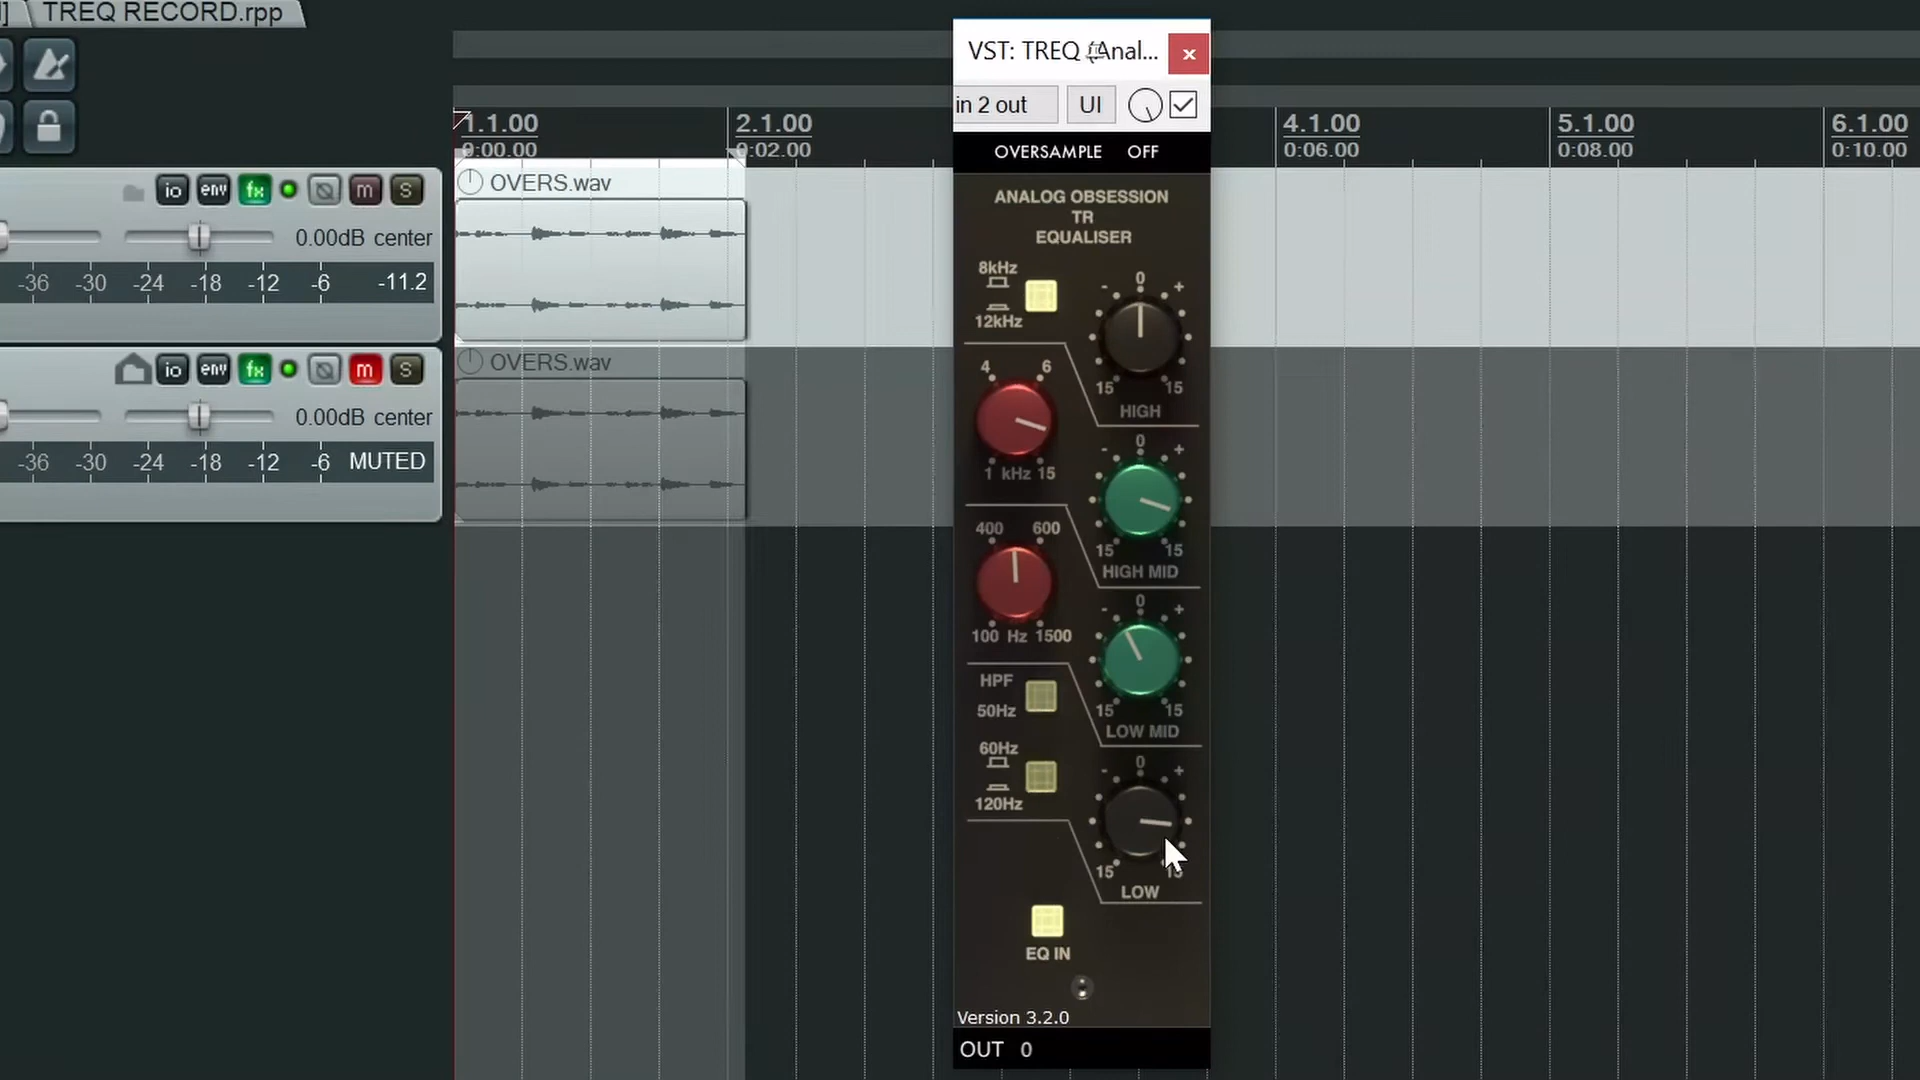 ] TREQ RECORD.rpp
VST: TREQ (Anal...
x
in 2 out UI
1.1.00 2.1.00 4.1.00 5.1.00 6.1.00
0:00.00 0:02.00 0:06.00 0:08.00 0:10.00
OVERSAMPLE OFF
io env fx m S
OVERS.wav
0.00dB center
-36 -30 -24 -18 -12 -6 -11.2
io env fx m S
OVERS.wav
0.00dB center
-36 -30 -24 -18 -12 -6 MUTED
ANALOG OBSESSION
TR
EQUALISER
8kHz
12kHz
0
- +
15 15
HIGH
4 6
1 kHz 15
0
- +
15 15
HIGH MID
400 600
100 Hz 1500
0
- +
15 15
LOW MID
HPF
50Hz
60Hz
120Hz
0
- +
15 15
LOW
EQ IN
Version 3.2.0
OUT 0